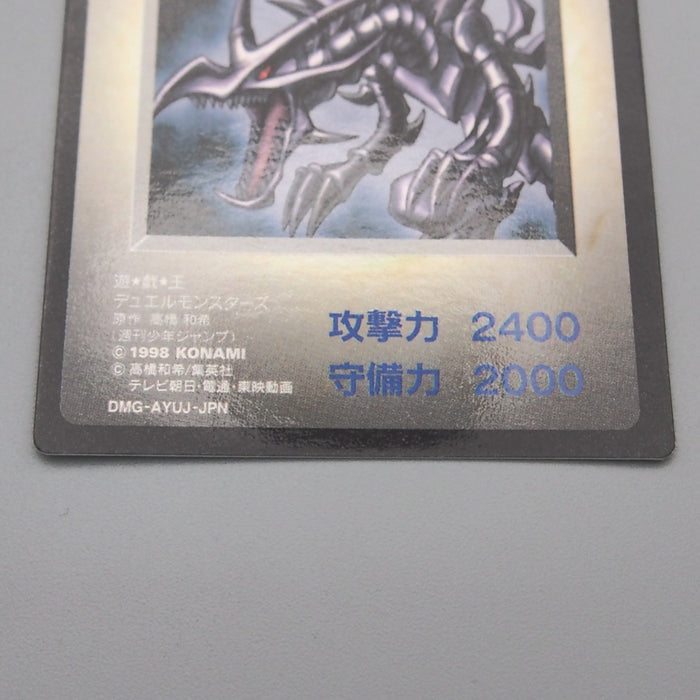 遊★戯★王
デュエルモンスターズ
原作 高橋 和希
(週刊少年ジャンプ)
© 1998 KONAMI
© 高橋和希/集英社
テレビ朝日・電通・東映動画
DMG-AYUJ-JPN
攻撃力 2400
守備力 2000